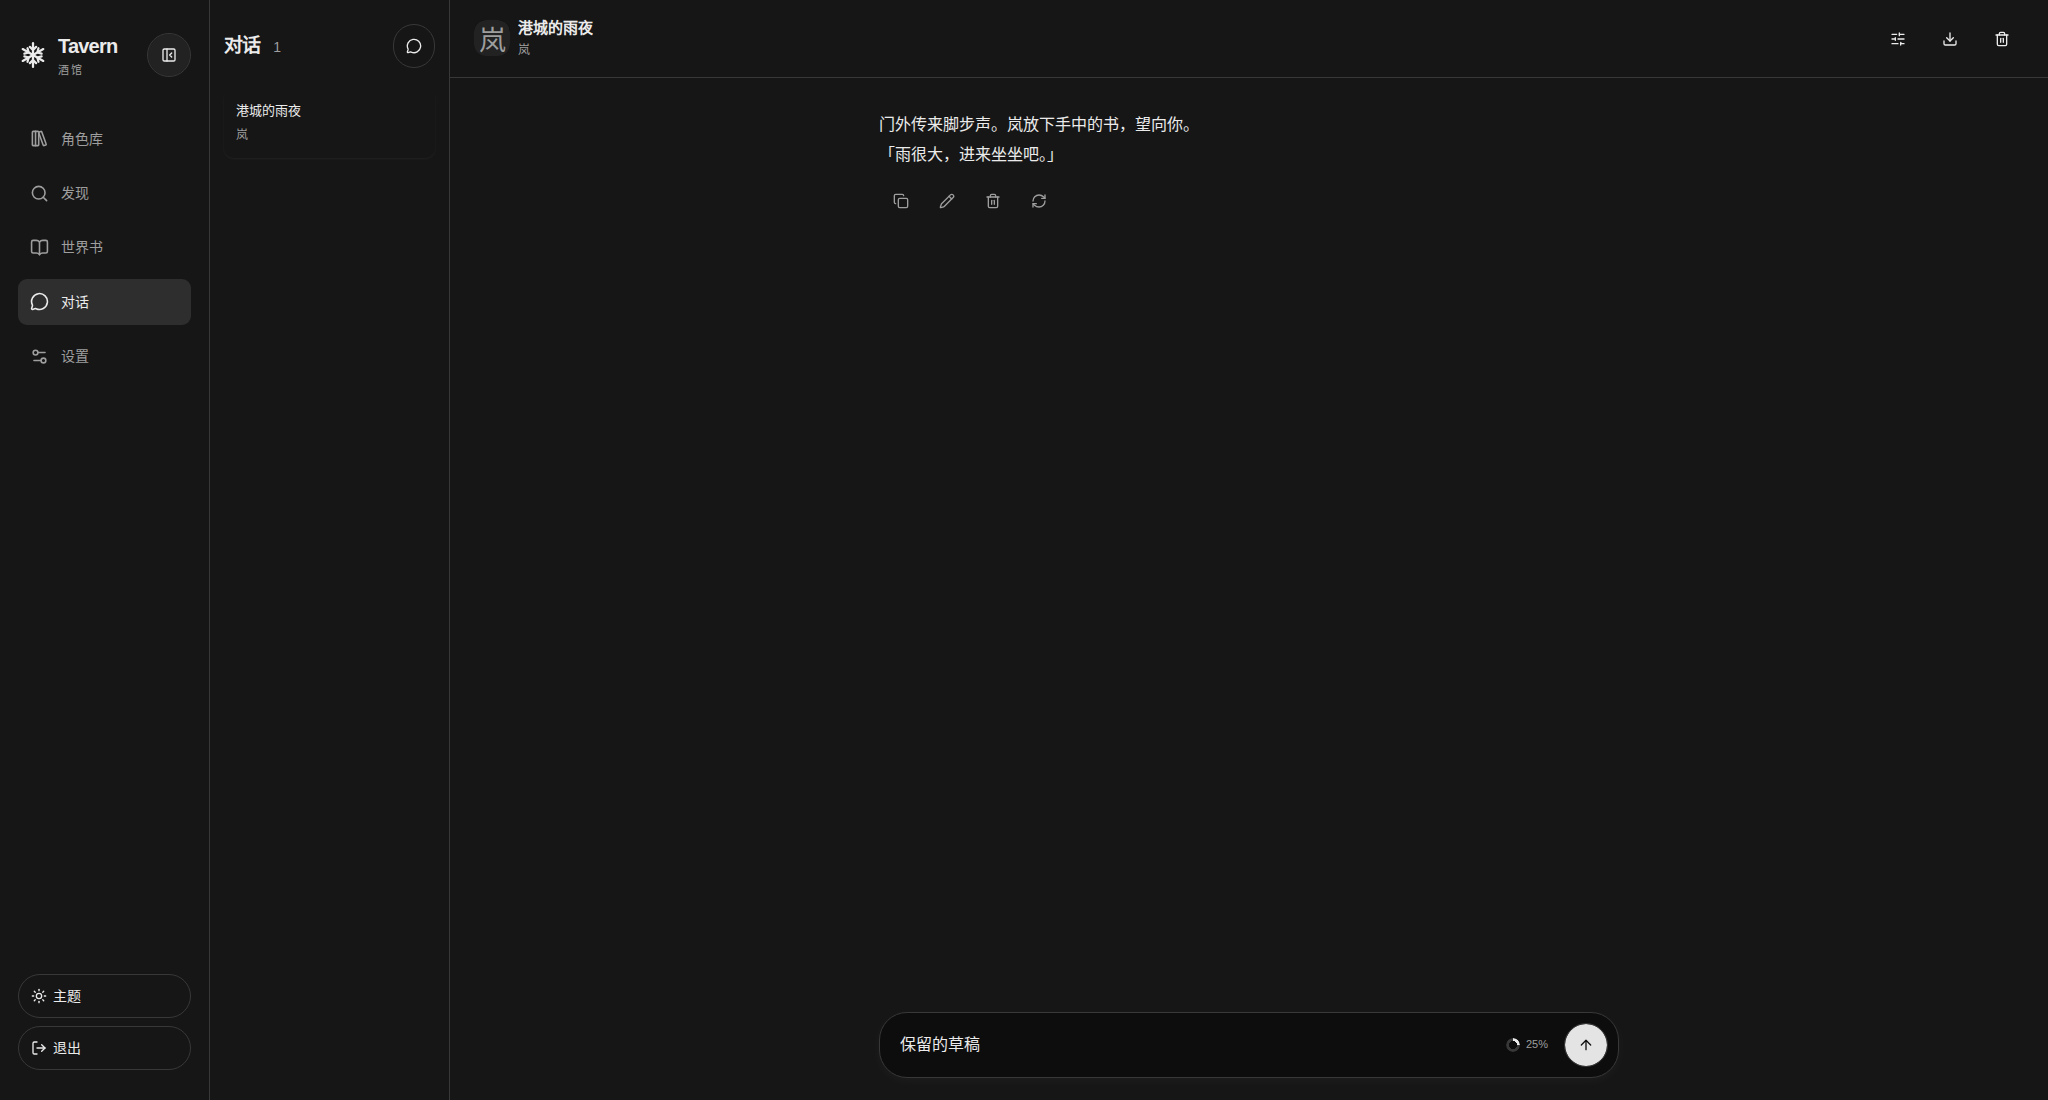 Tavern
酒馆
角色库
发现
世界书
对话
设置
主题
退出
对话 1
港城的雨夜
岚
岚
港城的雨夜
岚
门外传来脚步声。岚放下手中的书，望向你。
「雨很大，进来坐坐吧。」
保留的草稿
25%